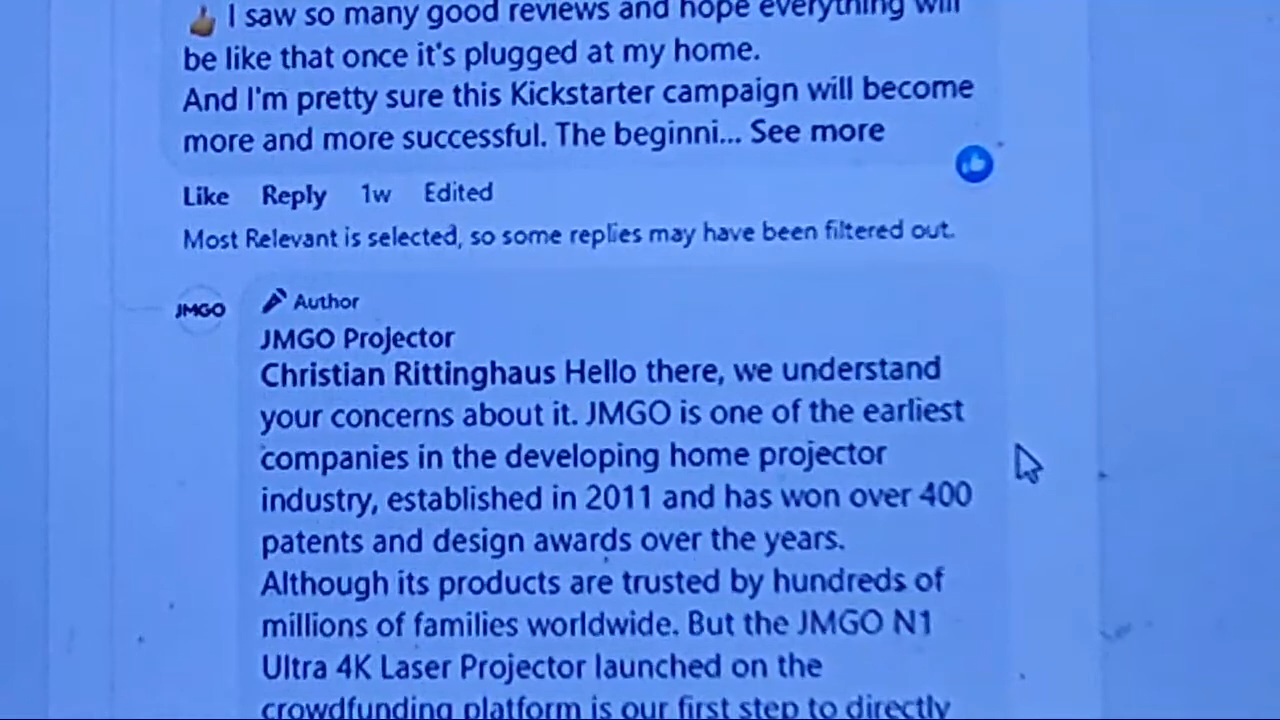 👍 I saw so many good reviews and hope everything will
be like that once it's plugged at my home.
And I'm pretty sure this Kickstarter campaign will become
more and more successful. The beginni... See more
Like Reply 1w Edited
Most Relevant is selected, so some replies may have been filtered out.
JMGO
Author
JMGO Projector
Christian Rittinghaus Hello there, we understand
your concerns about it. JMGO is one of the earliest
companies in the developing home projector
industry, established in 2011 and has won over 400
patents and design awards over the years.
Although its products are trusted by hundreds of
millions of families worldwide. But the JMGO N1
Ultra 4K Laser Projector launched on the
crowdfunding platform is our first step to directly